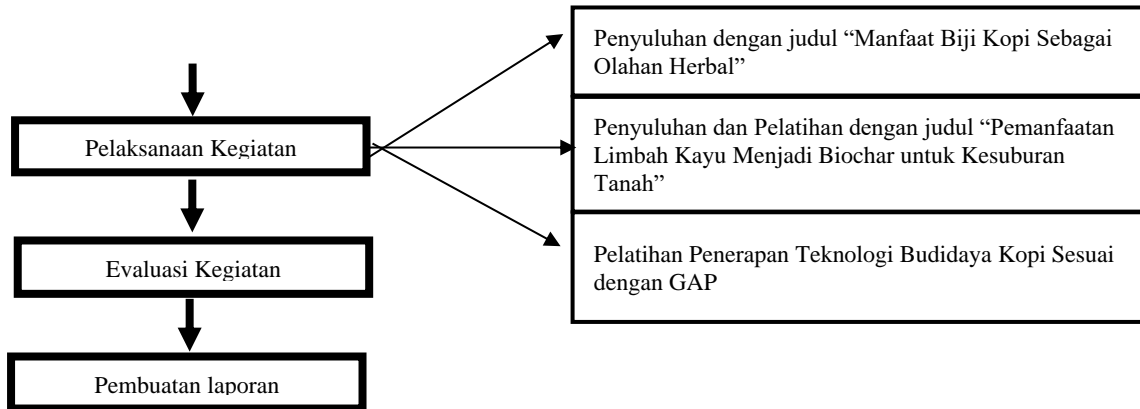 Penyuluhan dengan judul “Manfaat Biji Kopi Sebagai
Olahan Herbal”
Pelaksanaan Kegiatan
Penyuluhan dan Pelatihan dengan judul “Pemanfaatan
Limbah Kayu Menjadi Biochar untuk Kesuburan
Tanah”
Pelatihan Penerapan Teknologi Budidaya Kopi Sesuai
dengan GAP
Evaluasi Kegiatan
Pembuatan laporan